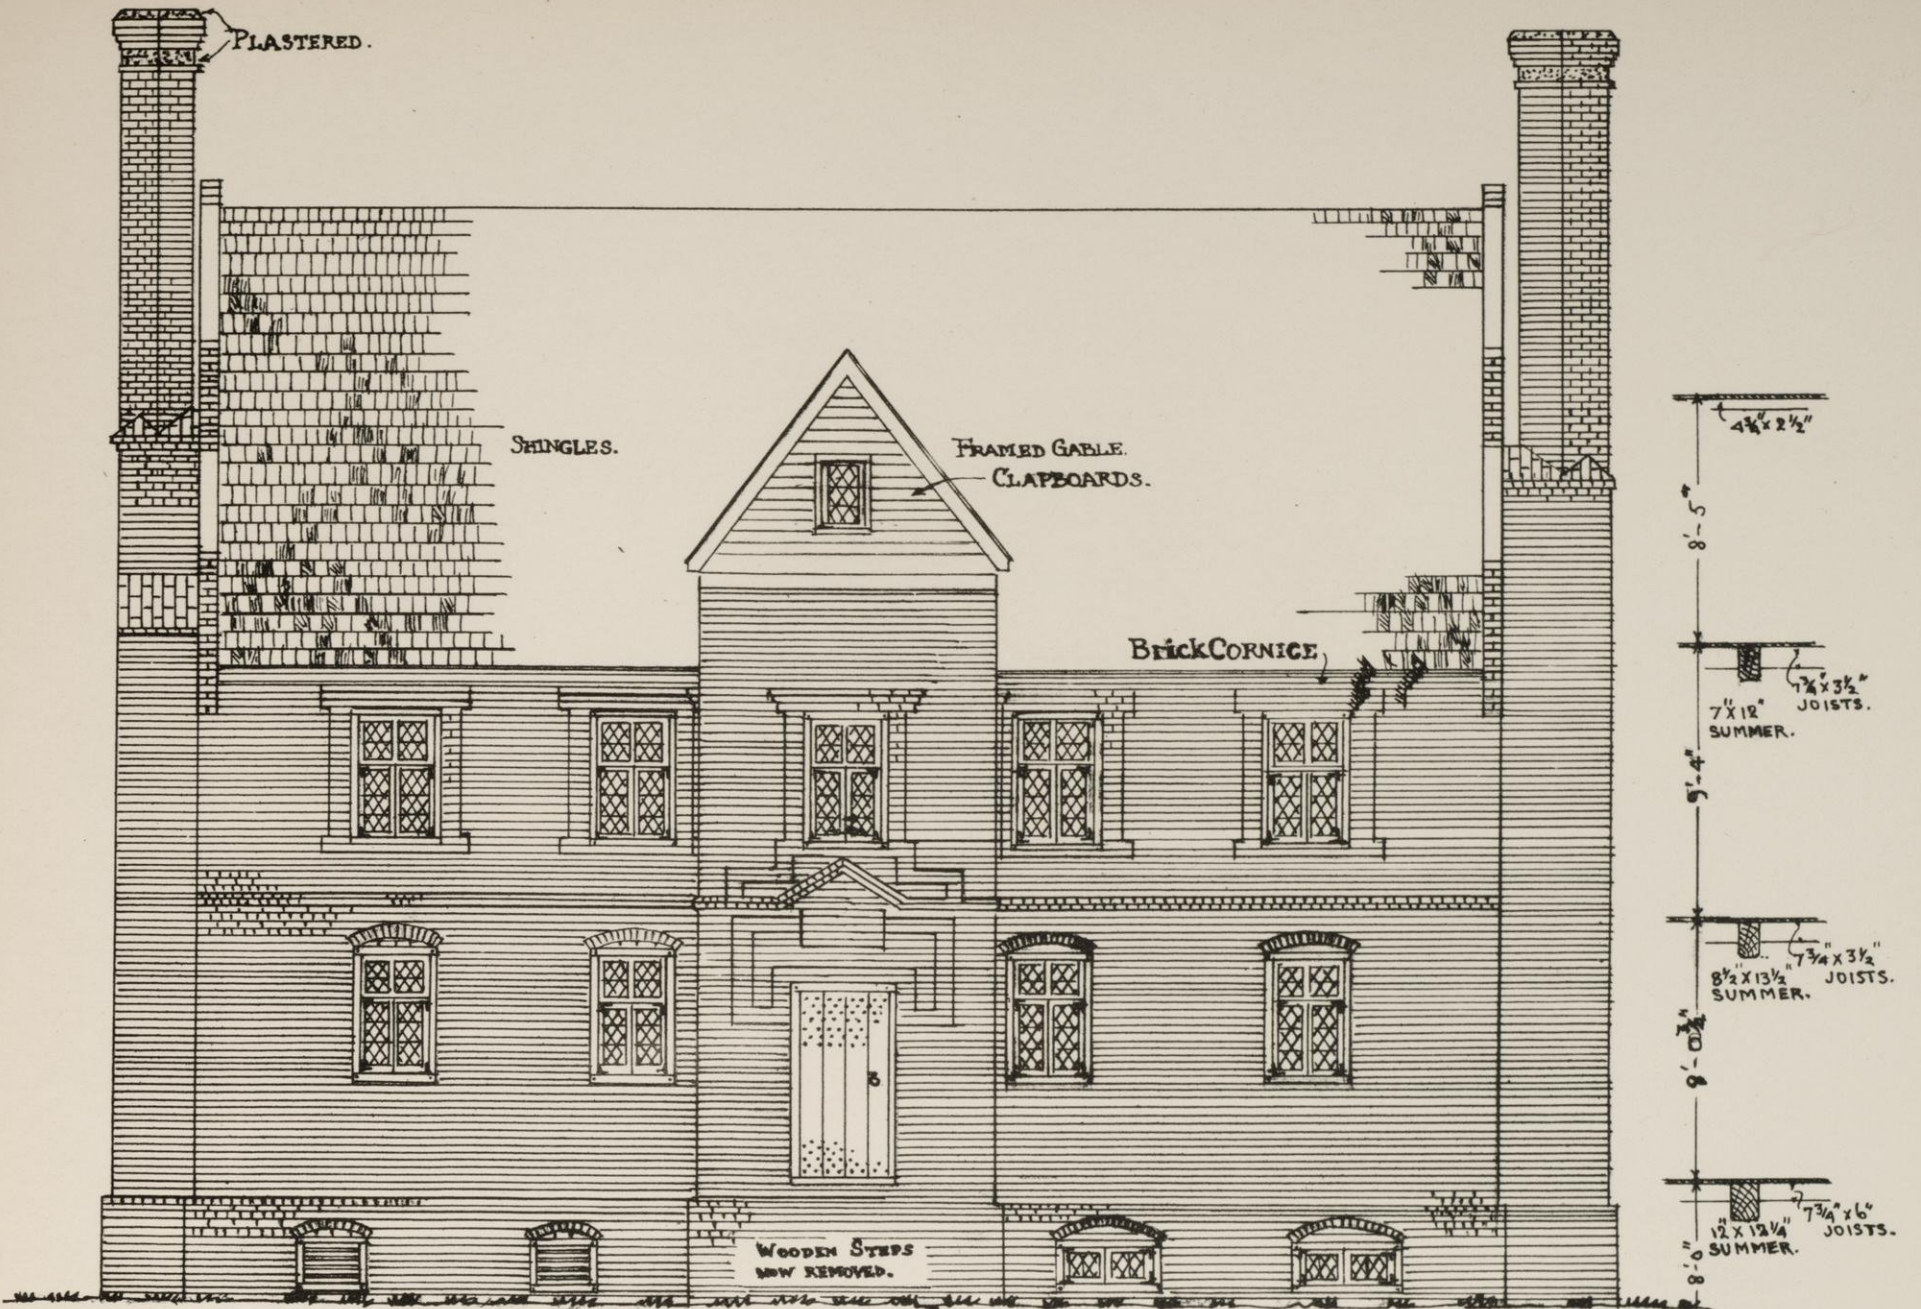 PLASTERED.
SHINGLES.
FRAMED GABLE.
CLAPBOARDS.
BRICK CORNICE
WOODEN STEPS
NOW REMOVED.
4¾" x 2½"
8'-5"
7¾" x 3½"
JOISTS.
7" x 12"
SUMMER.
9'-4"
7¾" x 3½"
JOISTS.
8½" x 13½"
SUMMER.
7¾" x 6"
JOISTS.
12" x 12¼"
SUMMER.
8'-0"